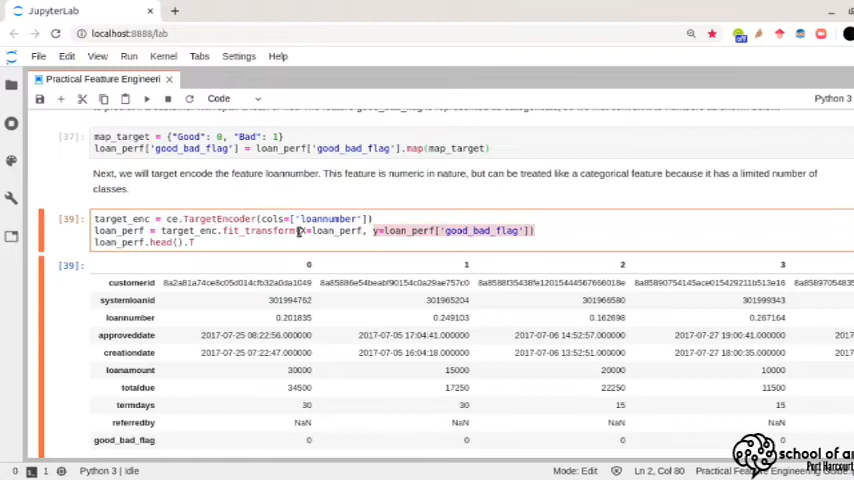 JupyterLab
localhost:8888/lab
File Edit View Run Kernel Tabs Settings Help
Practical Feature Engineeri
Code
Python 3
[37]:
map_target = {"Good": 0, "Bad": 1}
loan_perf['good_bad_flag'] = loan_perf['good_bad_flag'].map(map_target)
Next, we will target encode the feature loannumber. This feature is numeric in nature, but can be treated like a categorical feature because it has a limited number of
classes.
[39]:
target_enc = ce.TargetEncoder(cols=['loannumber'])
loan_perf = target_enc.fit_transform(X=loan_perf, y=loan_perf['good_bad_flag'])
loan_perf.head().T
[39]:
0 1 2 3
customerid 8a2a81a74ce8c05d014cfb32a0da1049 8a85886e54beabf90154c0a29ae757c0 8a8588f35438fe12015444567666018e
systemloanid 301994762 301965204 301966580 301999343
loannumber 0.201835 0.249103 0.162698 0.267164
approveddate 2017-07-25 08:22:56.000000 2017-07-05 17:04:41.000000 2017-07-06 14:52:57.000000 2017-07-27 19:00:41.000000
creationdate 2017-07-25 07:22:47.000000 2017-07-05 16:04:18.000000 2017-07-06 13:52:51.000000 2017-07-27 18:00:35.000000
loanamount 30000 15000 20000 10000
totaldue 34500 17250 22250 11500
termdays 30 30 15 15
referredby NaN NaN NaN NaN
good_bad_flag 0 0 0 0
school of
Port Harcourt
0 1 Python 3 | Idle Mode: Edit Ln 2, Col 80 Practical Feature Engineering